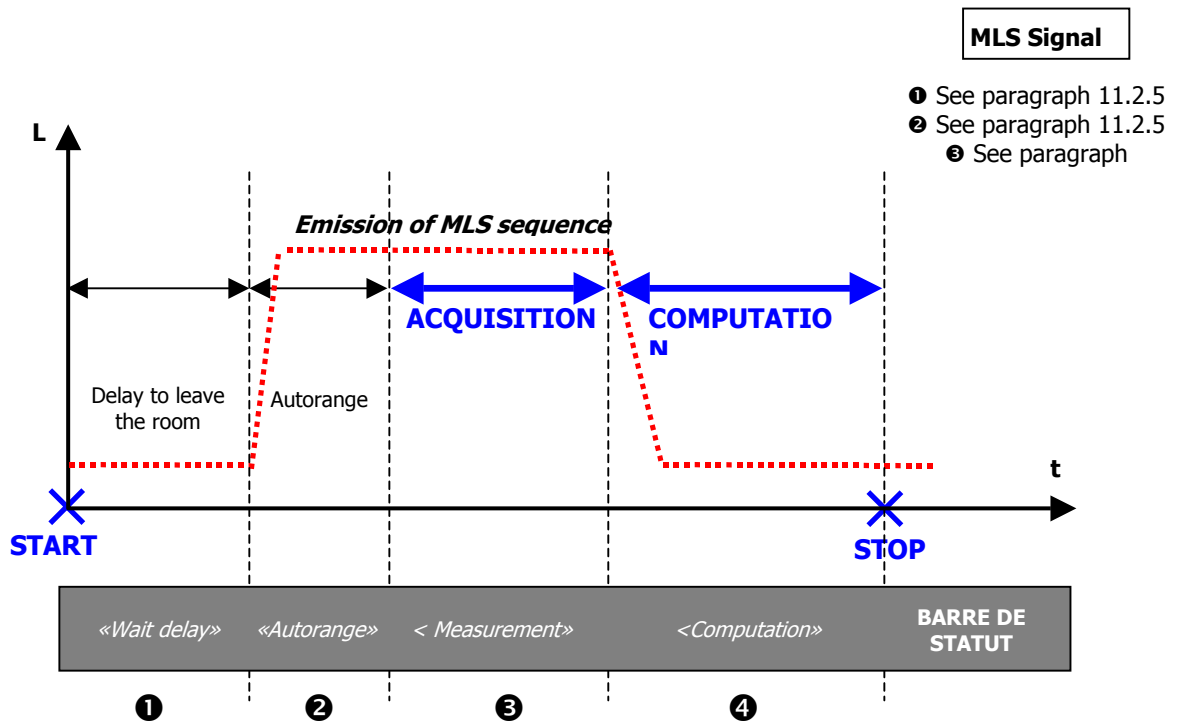 MLS Signal
❶ See paragraph 11.2.5
❷ See paragraph 11.2.5
❸ See paragraph
L
Emission of MLS sequence
ACQUISITION
COMPUTATIO
N
Delay to leave
the room
Autorange
t
START
STOP
«Wait delay»
«Autorange»
< Measurement»
<Computation»
BARRE DE
STATUT
❶
❷
❸
❹